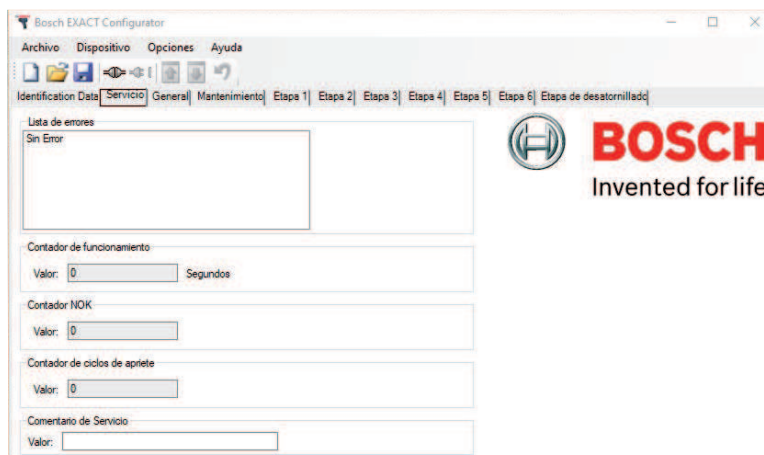 Bosch EXACT Configurator
Archivo Dispositivo Opciones Ayuda
Identification Data Servicio General Mantenimiento Etapa 1 Etapa 2 Etapa 3 Etapa 4 Etapa 5 Etapa 6 Etapa de desatornillado
Lista de errores
Sin Error
BOSCH
Invented for life
Contador de funcionamiento
Valor: 0 Segundos
Contador NOK
Valor: 0
Contador de ciclos de apriete
Valor: 0
Comentario de Servicio
Valor: